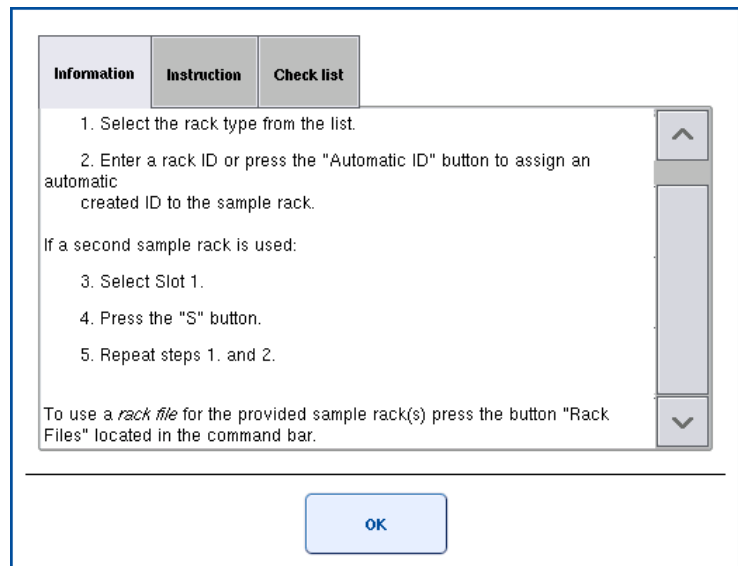 Information Instruction Check list
1. Select the rack type from the list.
2. Enter a rack ID or press the "Automatic ID" button to assign an
automatic
created ID to the sample rack.
If a second sample rack is used:
3. Select Slot 1.
4. Press the "S" button.
5. Repeat steps 1. and 2.
To use a rack file for the provided sample rack(s) press the button "Rack
Files" located in the command bar.
OK